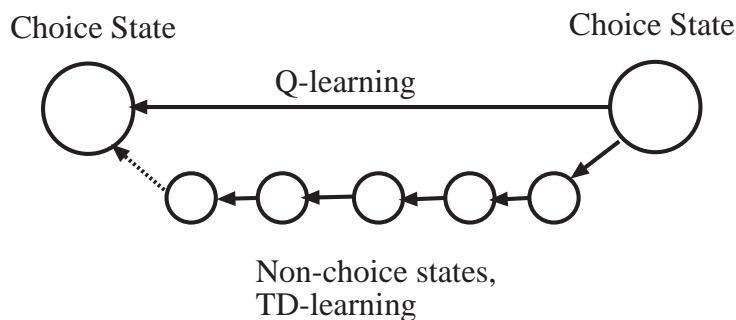 Choice State
Choice State
Q-learning
Non-choice states,
TD-learning